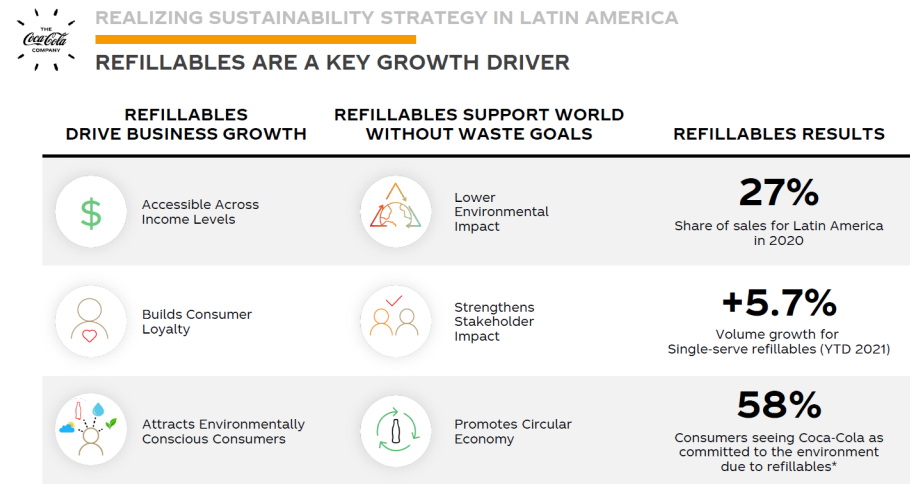 REALIZING SUSTAINABILITY STRATEGY IN LATIN AMERICA
THE
Coca-Cola
COMPANY
REFILLABLES ARE A KEY GROWTH DRIVER
REFILLABLES
DRIVE BUSINESS GROWTH
REFILLABLES SUPPORT WORLD
WITHOUT WASTE GOALS
REFILLABLES RESULTS
$
Accessible Across
Income Levels
Lower
Environmental
Impact
27%
Share of sales for Latin America
in 2020
Builds Consumer
Loyalty
Strengthens
Stakeholder
Impact
+5.7%
Volume growth for
Single-serve refillables (YTD 2021)
Attracts Environmentally
Conscious Consumers
Promotes Circular
Economy
58%
Consumers seeing Coca-Cola as
committed to the environment
due to refillables*